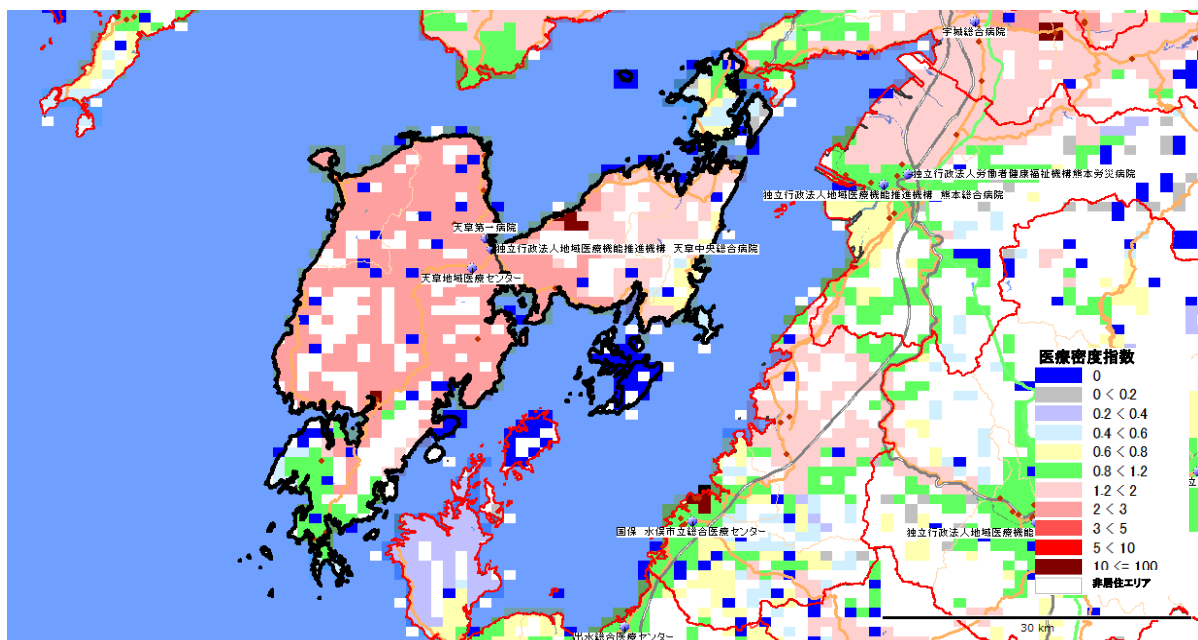 宇城総合病院
独立行政法人労働者健康福祉機構熊本労災病院
独立行政法人地域医療機能推進機構 熊本総合病院
天草第一病院
独立行政法人地域医療機能推進機構 天草中央総合病院
天草地域医療センター
医療密度指数
0
0 < 0.2
0.2 < 0.4
0.4 < 0.6
0.6 < 0.8
0.8 < 1.2
1.2 < 2
2 < 3
3 < 5
5 < 10
10 <= 100
非居住エリア
国保 水俣市立総合医療センター
独立行政法人地域医療機能
出水総合医療センター
30 km